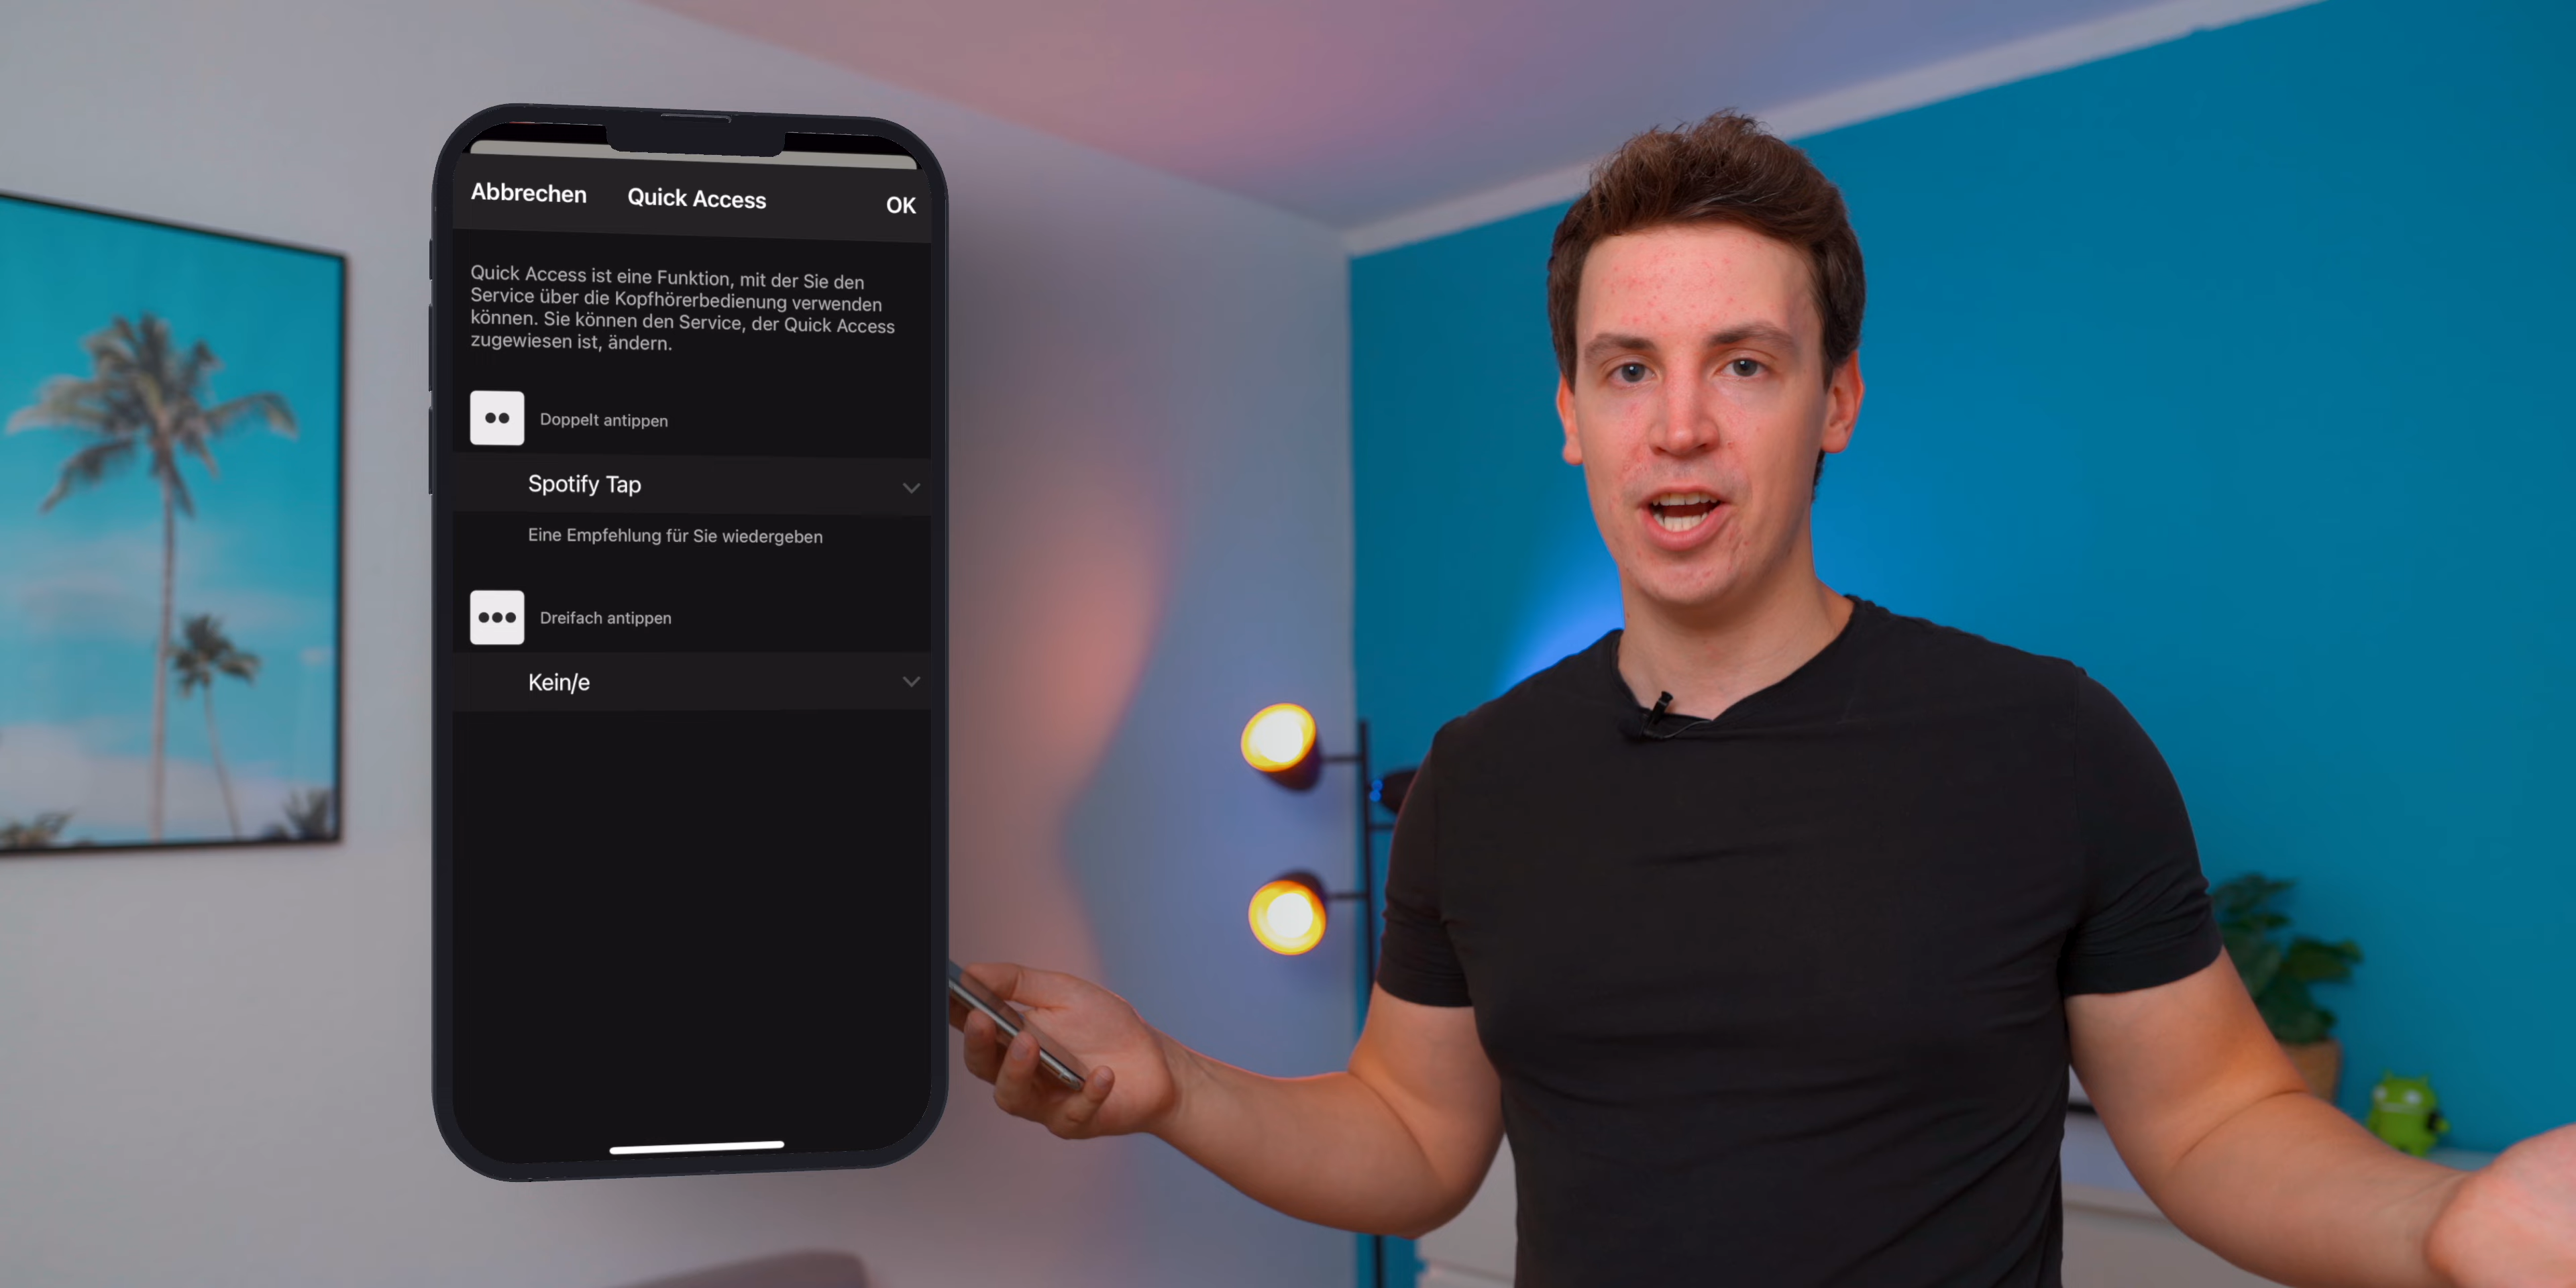 Abbrechen Quick Access OK
Quick Access ist eine Funktion, mit der Sie den
Service über die Kopfhörerbedienung verwenden
können. Sie können den Service, der Quick Access
zugewiesen ist, ändern.
Doppelt antippen
Spotify Tap
Eine Empfehlung für Sie wiedergeben
Dreifach antippen
Kein/e